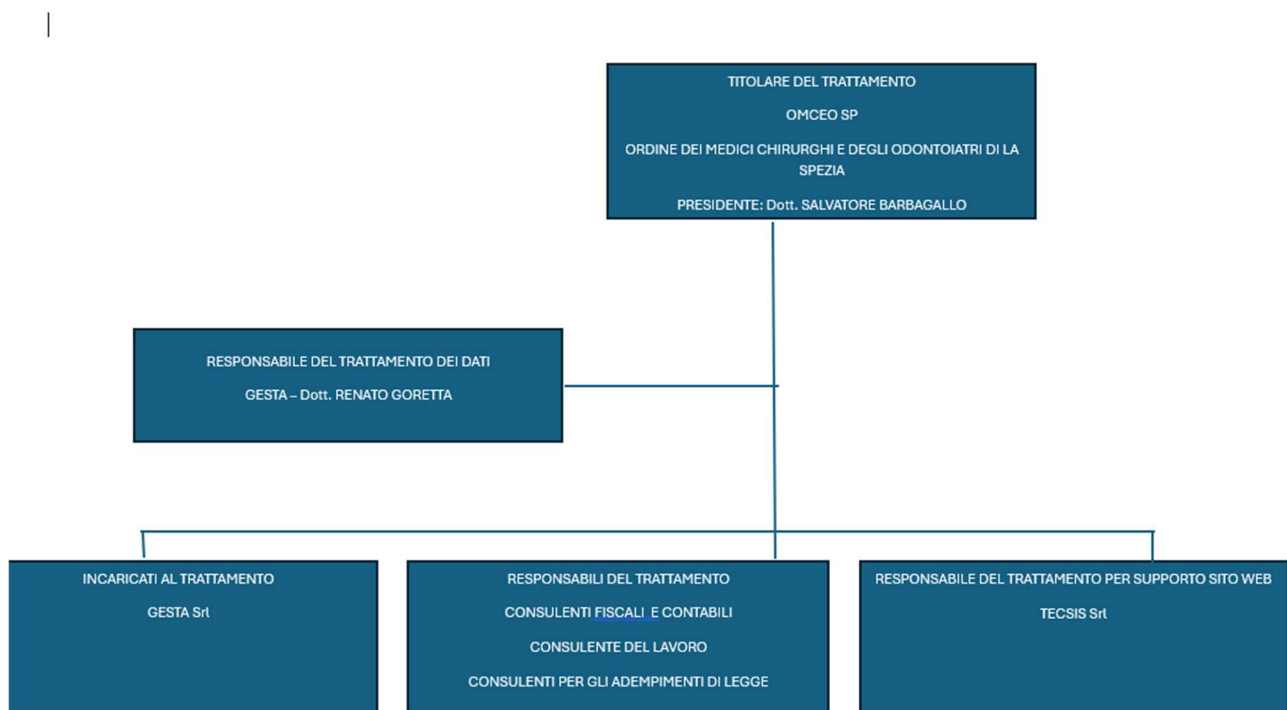 TITOLARE DEL TRATTAMENTO
OMCEO SP
ORDINE DEI MEDICI CHIRURGHI E DEGLI ODONTOIATRI DI LA
SPEZIA
PRESIDENTE: Dott. SALVATORE BARBAGALLO
RESPONSABILE DEL TRATTAMENTO DEI DATI
GESTA – Dott. RENATO GORETTA
INCARICATI AL TRATTAMENTO
GESTA Srl
RESPONSABILI DEL TRATTAMENTO
CONSULENTI FISCALI E CONTABILI
CONSULENTE DEL LAVORO
CONSULENTI PER GLI ADEMPIMENTI DI LEGGE
RESPONSABILE DEL TRATTAMENTO PER SUPPORTO SITO WEB
TECSIS Srl